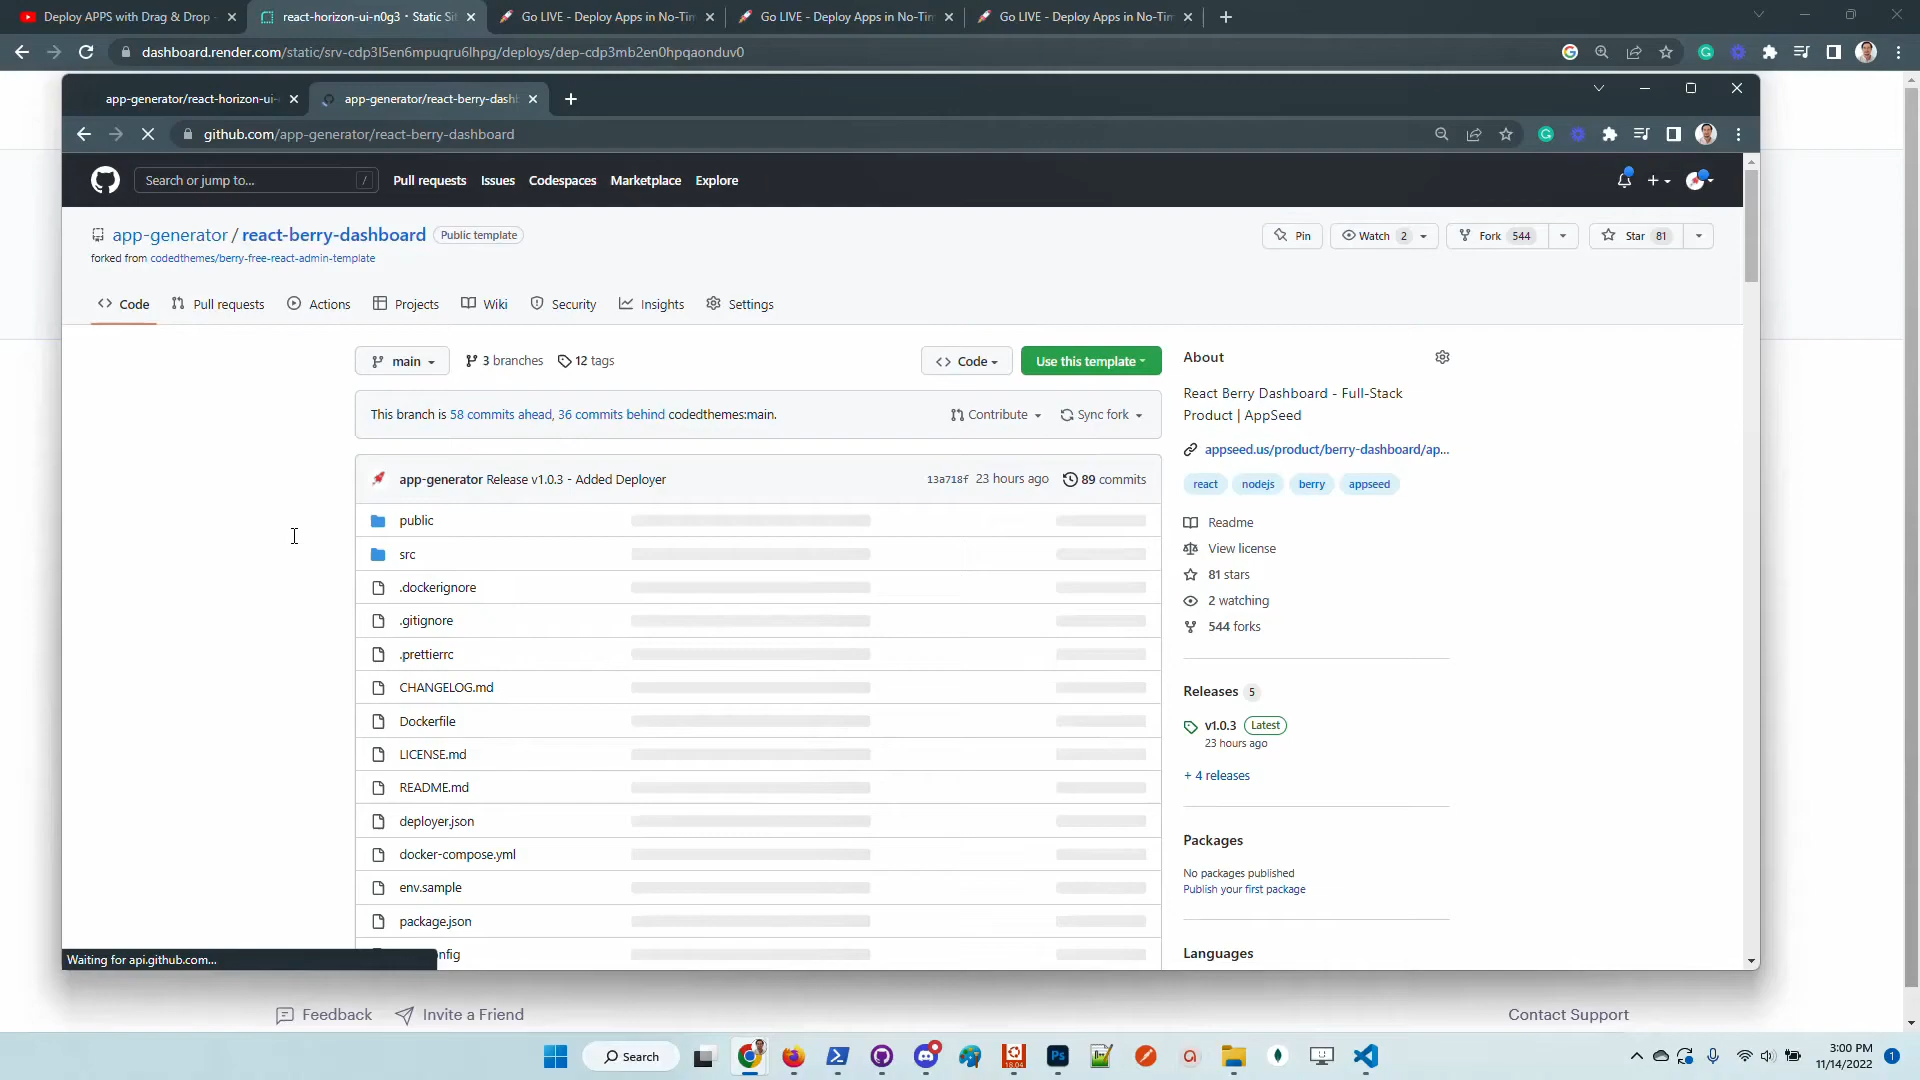 Deploy APPS with Drag & Drop
react-horizon-ui-n0g3 • Static Si
Go LIVE - Deploy Apps in No-Tim
Go LIVE - Deploy Apps in No-Tim
Go LIVE - Deploy Apps in No-Tim
dashboard.render.com/static/srv-cdp3l5en6mpuqru6lhpg/deploys/dep-cdp3mb2en0hpqaonduv0
app-generator/react-horizon-ui-
app-generator/react-berry-dash
github.com/app-generator/react-berry-dashboard
Search or jump to...
/
Pull requests
Issues
Codespaces
Marketplace
Explore
app-generator / react-berry-dashboard
Public template
Pin
Watch 2
Fork 544
Star 81
forked from codedthemes/berry-free-react-admin-template
Code
Pull requests
Actions
Projects
Wiki
Security
Insights
Settings
main
3 branches
12 tags
Code
Use this template
This branch is 58 commits ahead, 36 commits behind codedthemes:main.
Contribute
Sync fork
app-generator Release v1.0.3 - Added Deployer
13a718f 23 hours ago
89 commits
public
src
.dockerignore
.gitignore
.prettierrc
CHANGELOG.md
Dockerfile
LICENSE.md
README.md
deployer.json
docker-compose.yml
env.sample
package.json
nfig
About
React Berry Dashboard - Full-Stack
Product | AppSeed
appseed.us/product/berry-dashboard/ap...
react
nodejs
berry
appseed
Readme
View license
81 stars
2 watching
544 forks
Releases 5
v1.0.3 Latest
23 hours ago
+ 4 releases
Packages
No packages published
Publish your first package
Languages
Waiting for api.github.com...
Feedback
Invite a Friend
Contact Support
Search
18.04
Ps
3:00 PM
11/14/2022
1